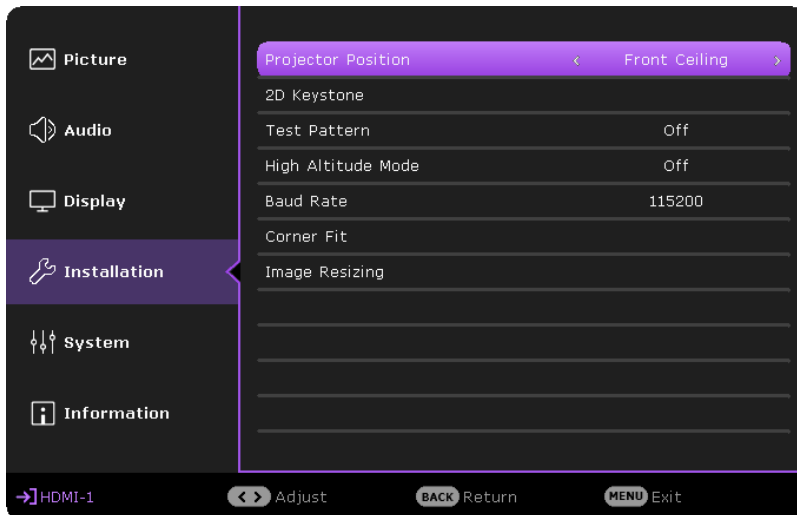 Picture
Audio
Display
Installation
System
Information
Projector Position < Front Ceiling >
2D Keystone
Test Pattern Off
High Altitude Mode Off
Baud Rate 115200
Corner Fit
Image Resizing
HDMI-1 < > Adjust BACK Return MENU Exit